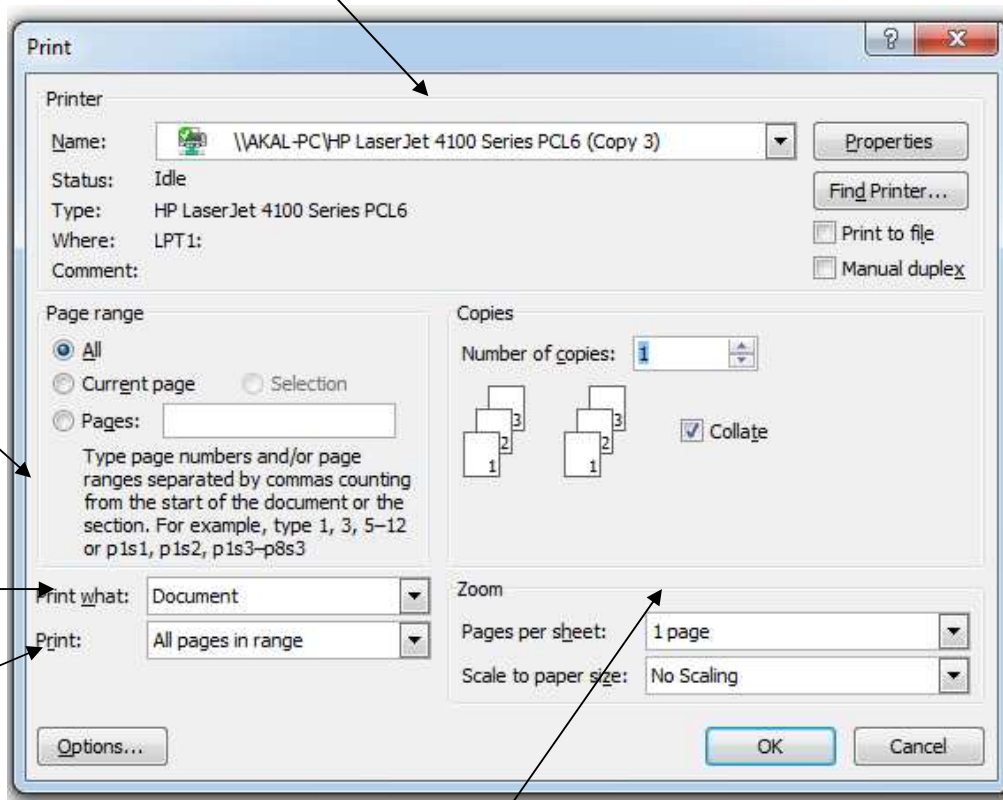 Print
Printer
Name: \\AKAL-PC\HP LaserJet 4100 Series PCL6 (Copy 3)
Properties
Status: Idle
Find Printer...
Type: HP LaserJet 4100 Series PCL6
Where: LPT1:
Print to file
Comment:
Manual duplex
Page range
All
Current page Selection
Pages:
Type page numbers and/or page
ranges separated by commas counting
from the start of the document or the
section. For example, type 1, 3, 5–12
or p1s1, p1s2, p1s3–p8s3
Copies
Number of copies: 1
3 3
2 2
1 1
Collate
Print what: Document
Print: All pages in range
Zoom
Pages per sheet: 1 page
Scale to paper size: No Scaling
Options...
OK Cancel